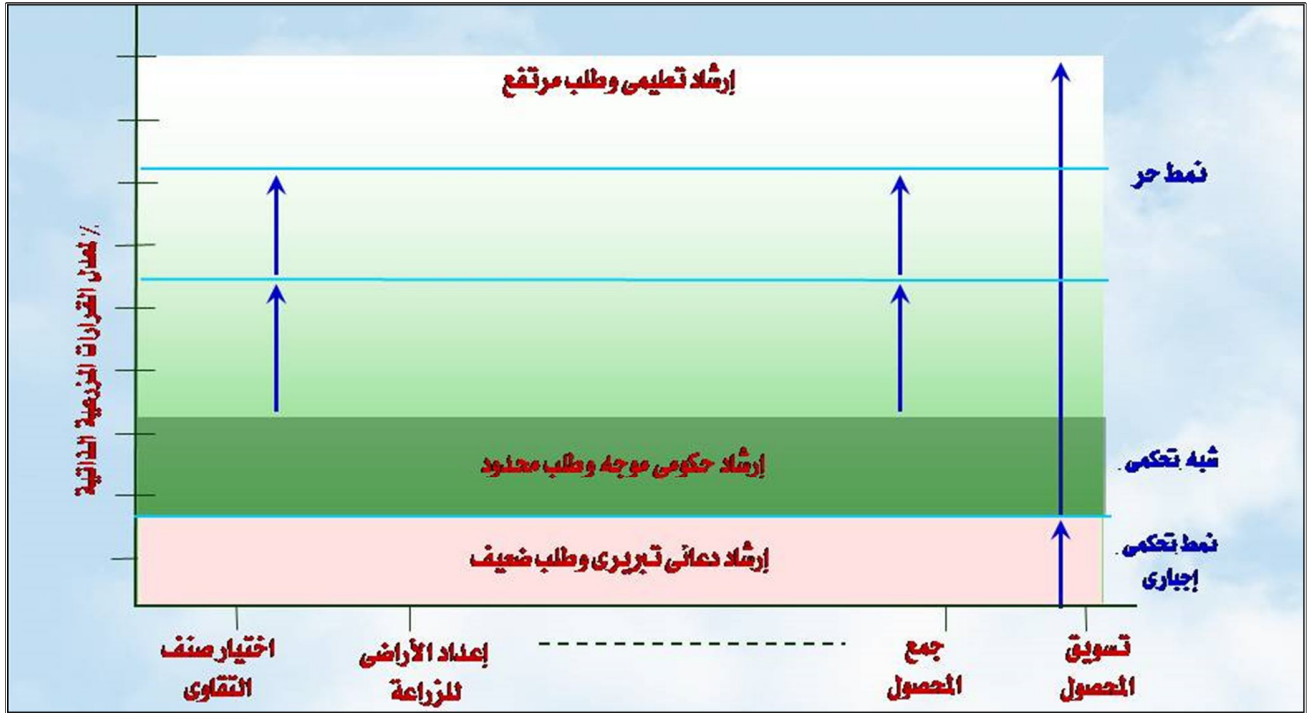 إرشاد تعليمى وطلب مرتفع
نمط حر
٪ لمعدل القرارات المزرعية الذاتية
إرشاد حكومى موجه وطلب محدود
شبه تحكمى
إرشاد دعائى تبريرى وطلب ضعيف
نمط تحكمى
إجبارى
اختيار صنف
التقاوى
إعداد الأراضى
للزراعة
جمع
المحصول
تسويق
المحصول